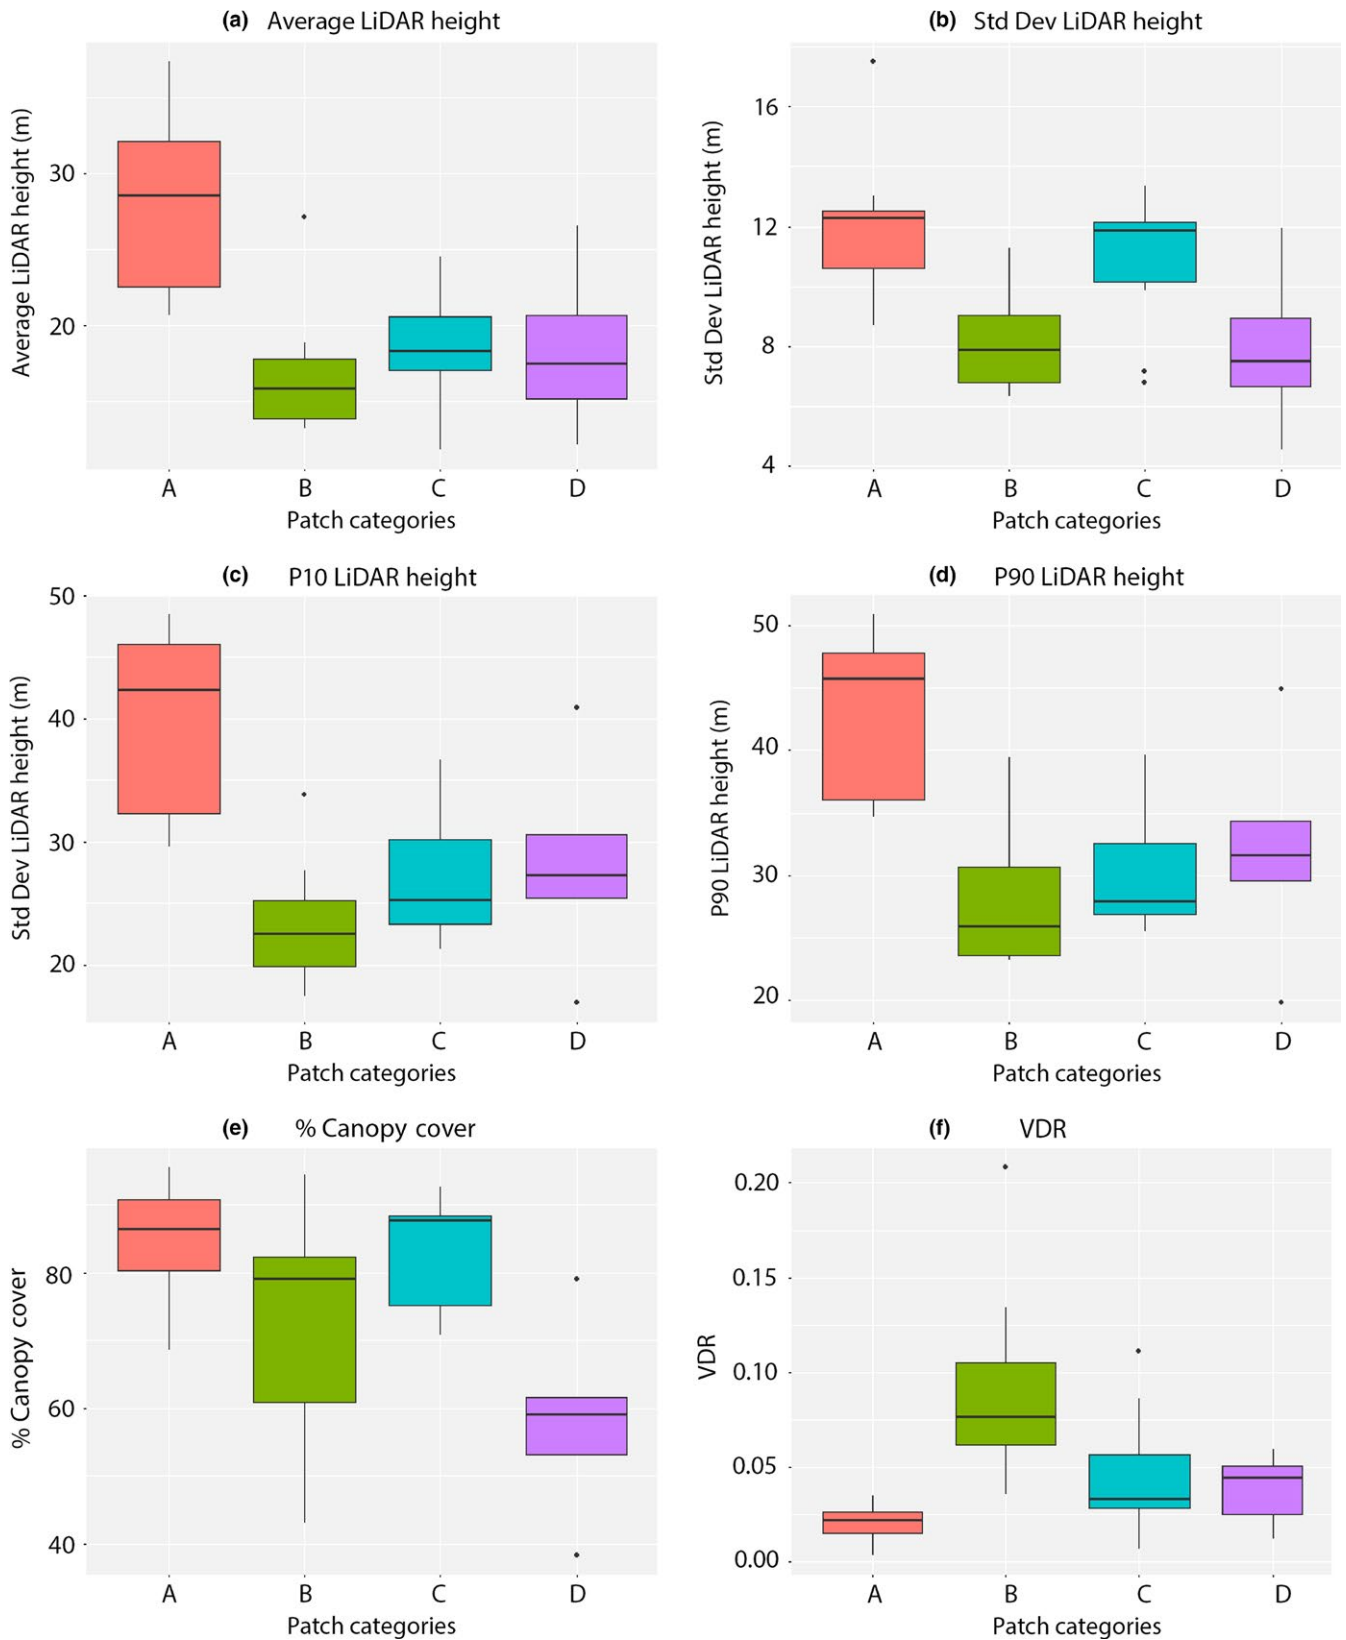 (a) Average LiDAR height
Average LiDAR height (m)
30
20
A B C D
Patch categories
(b) Std Dev LiDAR height
Std Dev LiDAR height (m)
16
12
8
4
A B C D
Patch categories
(c) P10 LiDAR height
Std Dev LiDAR height (m)
50
40
30
20
A B C D
Patch categories
(d) P90 LiDAR height
P90 LiDAR height (m)
50
40
30
20
A B C D
Patch categories
(e) % Canopy cover
% Canopy cover
80
60
40
A B C D
Patch categories
(f) VDR
VDR
0.20
0.15
0.10
0.05
0.00
A B C D
Patch categories